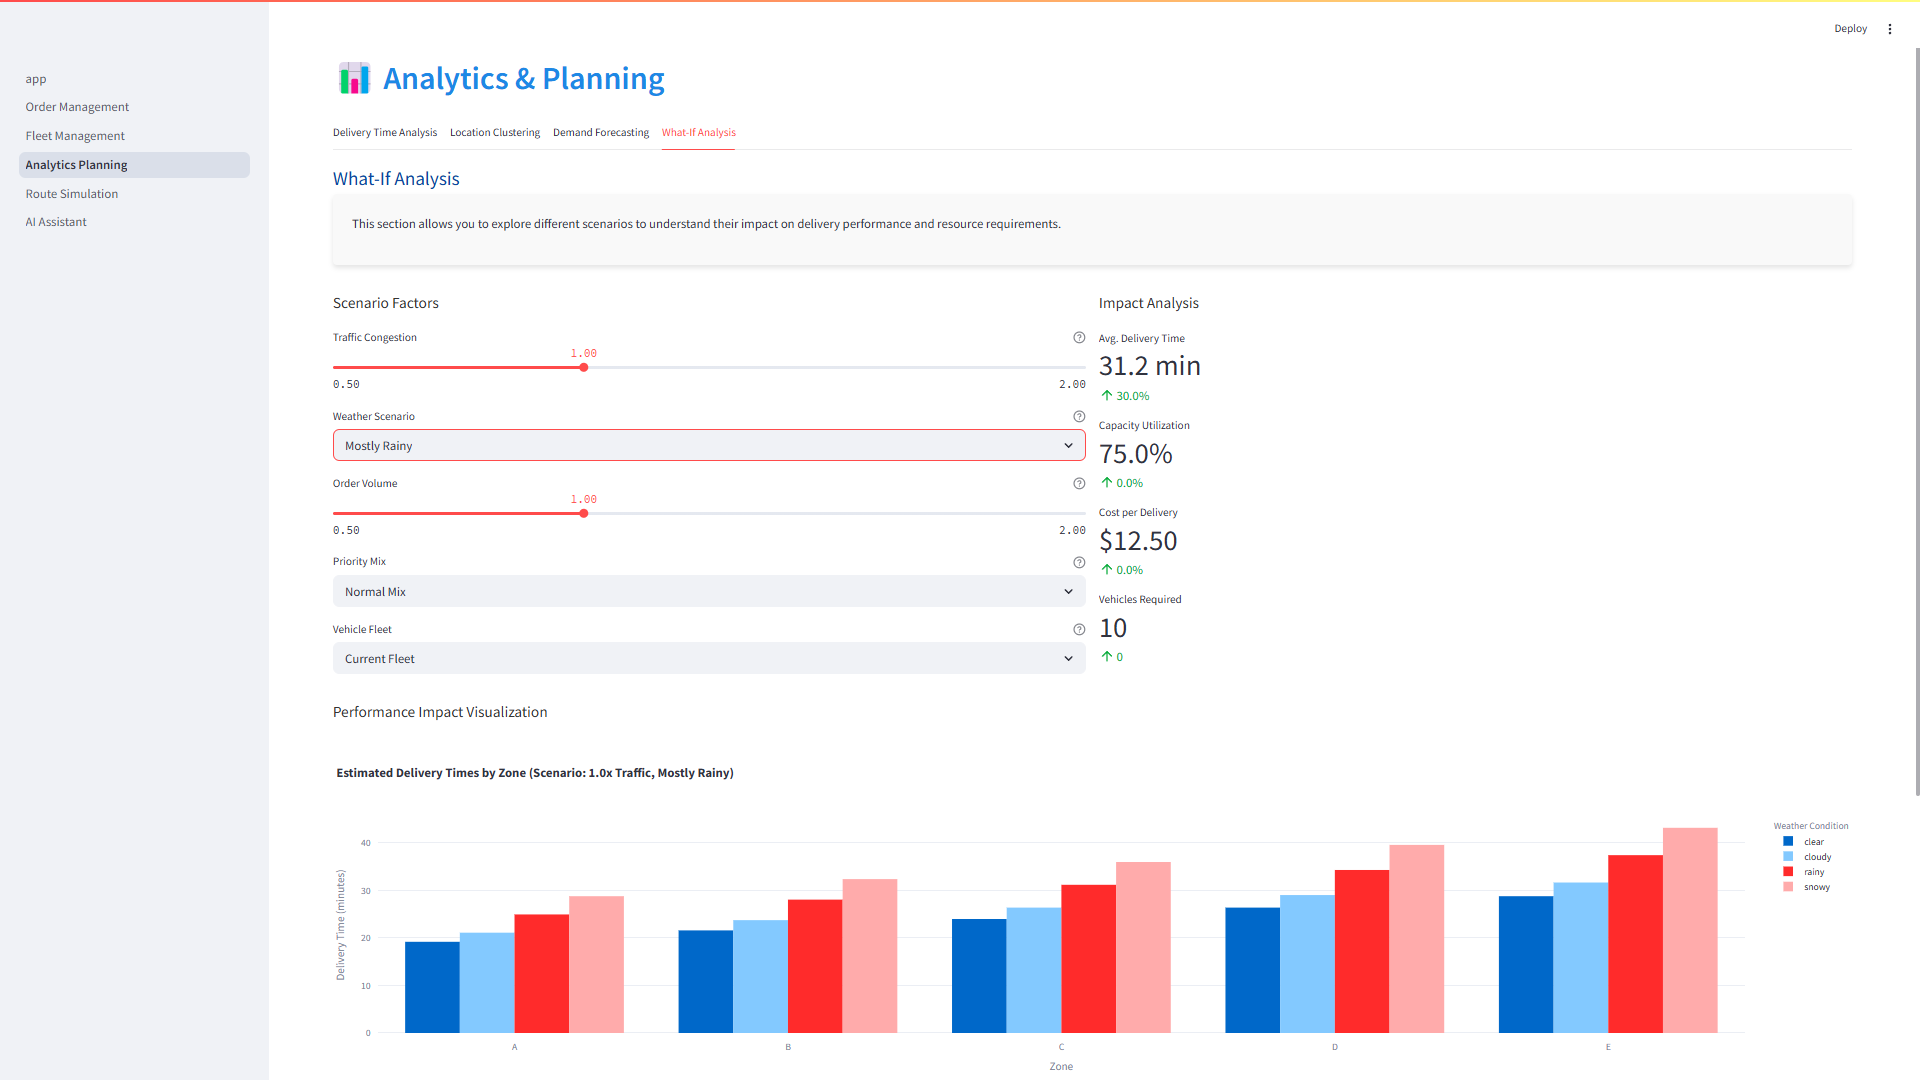 Deploy
app
Order Management
Fleet Management
Analytics Planning
Route Simulation
AI Assistant
Analytics & Planning
Delivery Time Analysis Location Clustering Demand Forecasting What-If Analysis
What-If Analysis
This section allows you to explore different scenarios to understand their impact on delivery performance and resource requirements.
Scenario Factors
Traffic Congestion
1.00
0.50 2.00
Weather Scenario
Mostly Rainy
Order Volume
1.00
0.50 2.00
Priority Mix
Normal Mix
Vehicle Fleet
Current Fleet
Impact Analysis
Avg. Delivery Time
31.2 min
↑ 30.0%
Capacity Utilization
75.0%
↑ 0.0%
Cost per Delivery
$12.50
↑ 0.0%
Vehicles Required
10
↑ 0
Performance Impact Visualization
Estimated Delivery Times by Zone (Scenario: 1.0x Traffic, Mostly Rainy)
Delivery Time (minutes)
40
30
20
10
0
A B C D E
Zone
Weather Condition
clear
cloudy
rainy
snowy